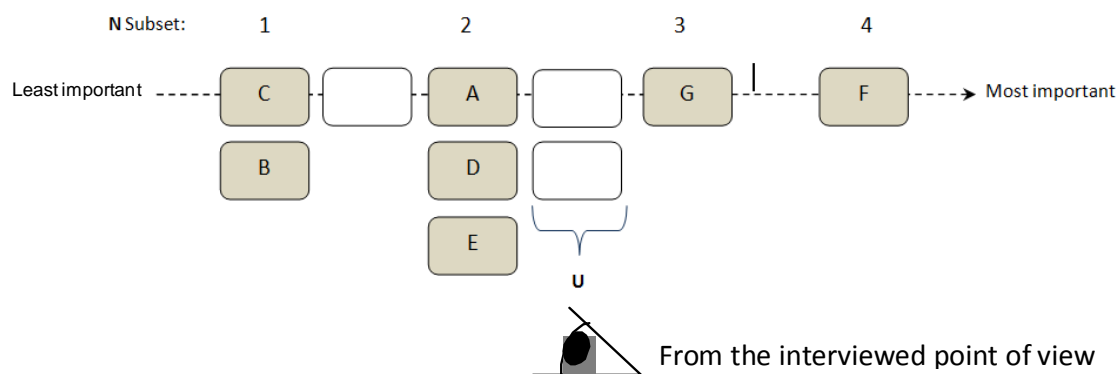 N Subset: 1 2 3 4
Least important C A G F Most important
B D
E
U
From the interviewed point of view